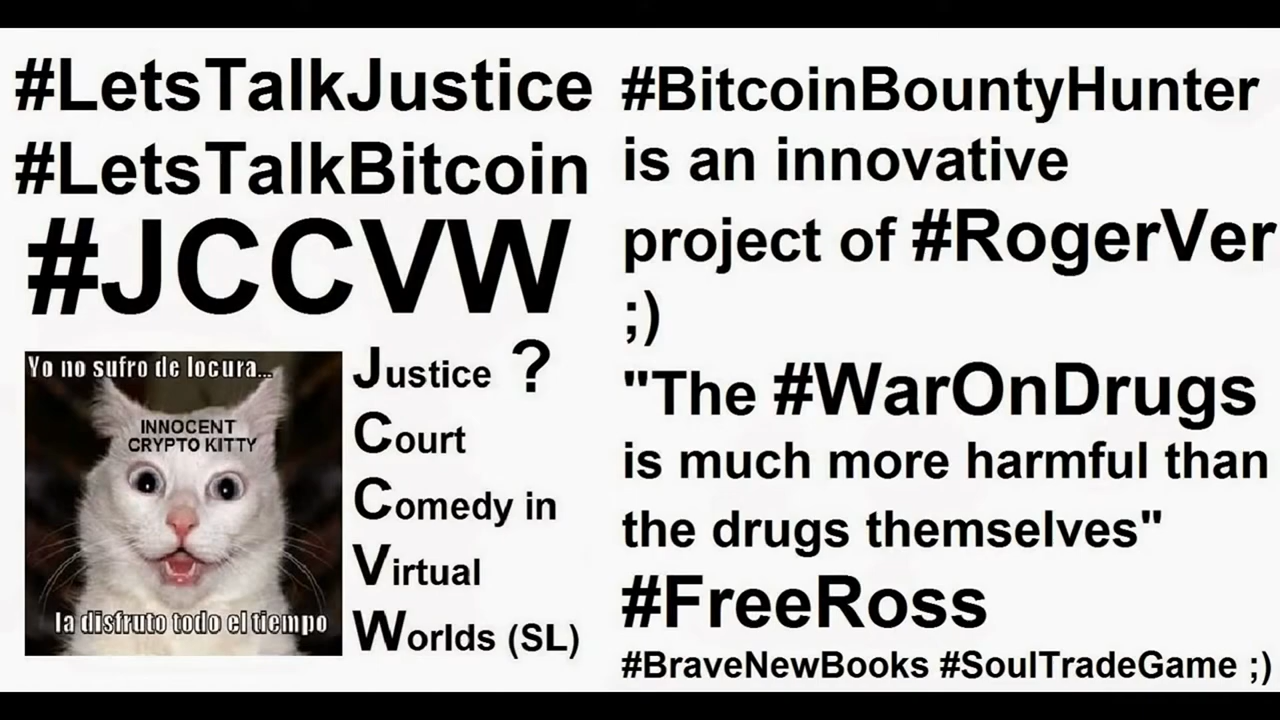 #LetsTalkJustice
#LetsTalkBitcoin
#JCCVW
Yo no sufro de locura...
INNOCENT
CRYPTO KITTY
la disfruto todo el tiempo
Justice ?
Court
Comedy in
Virtual
Worlds (SL)
#BitcoinBountyHunter
is an innovative
project of #RogerVer
;)
"The #WarOnDrugs
is much more harmful than
the drugs themselves"
#FreeRoss
#BraveNewBooks #SoulTradeGame ;)